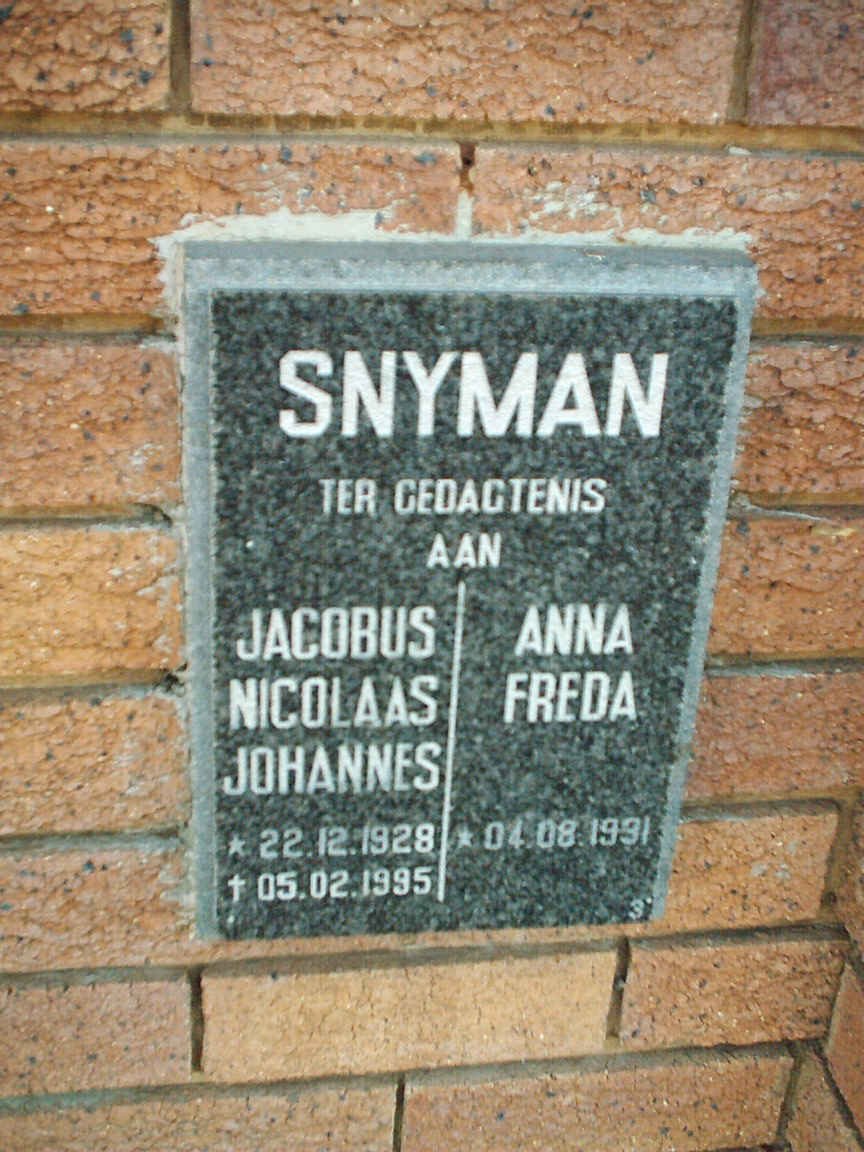 SNYMAN
TER GEDAGTENIS
AAN
JACOBUS
NICOLAAS
JOHANNES
★ 22.12.1928
† 05.02.1995
ANNA
FREDA
★ 04.08.1931